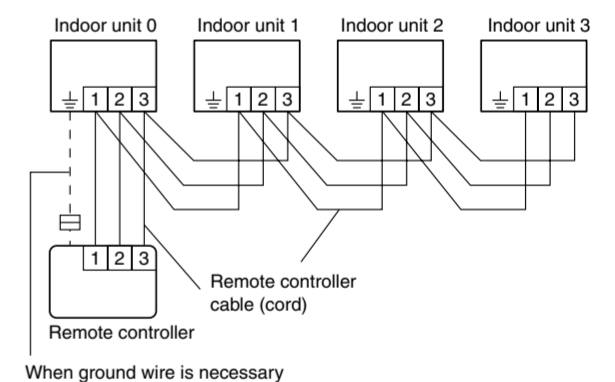 Indoor unit 0 Indoor unit 1 Indoor unit 2 Indoor unit 3
1 2 3 1 2 3 1 2 3 1 2 3
1 2 3
Remote controller
cable (cord)
Remote controller
When ground wire is necessary